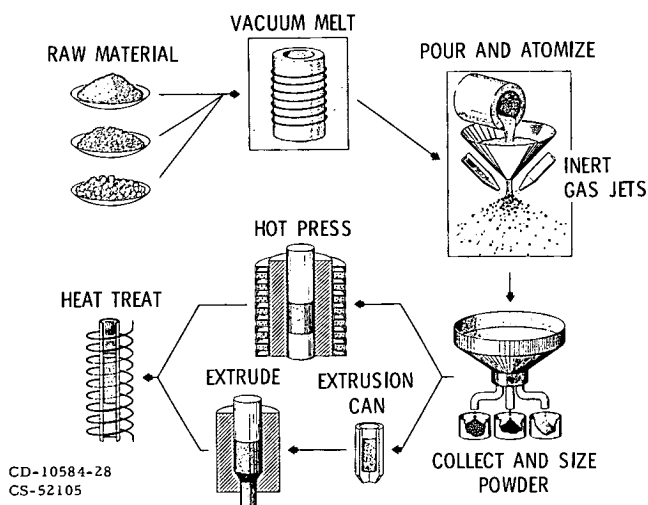 RAW MATERIAL
VACUUM MELT
POUR AND ATOMIZE
INERT
GAS JETS
HOT PRESS
HEAT TREAT
EXTRUDE
EXTRUSION
CAN
COLLECT AND SIZE
POWDER
CD-10584-28
CS-52105